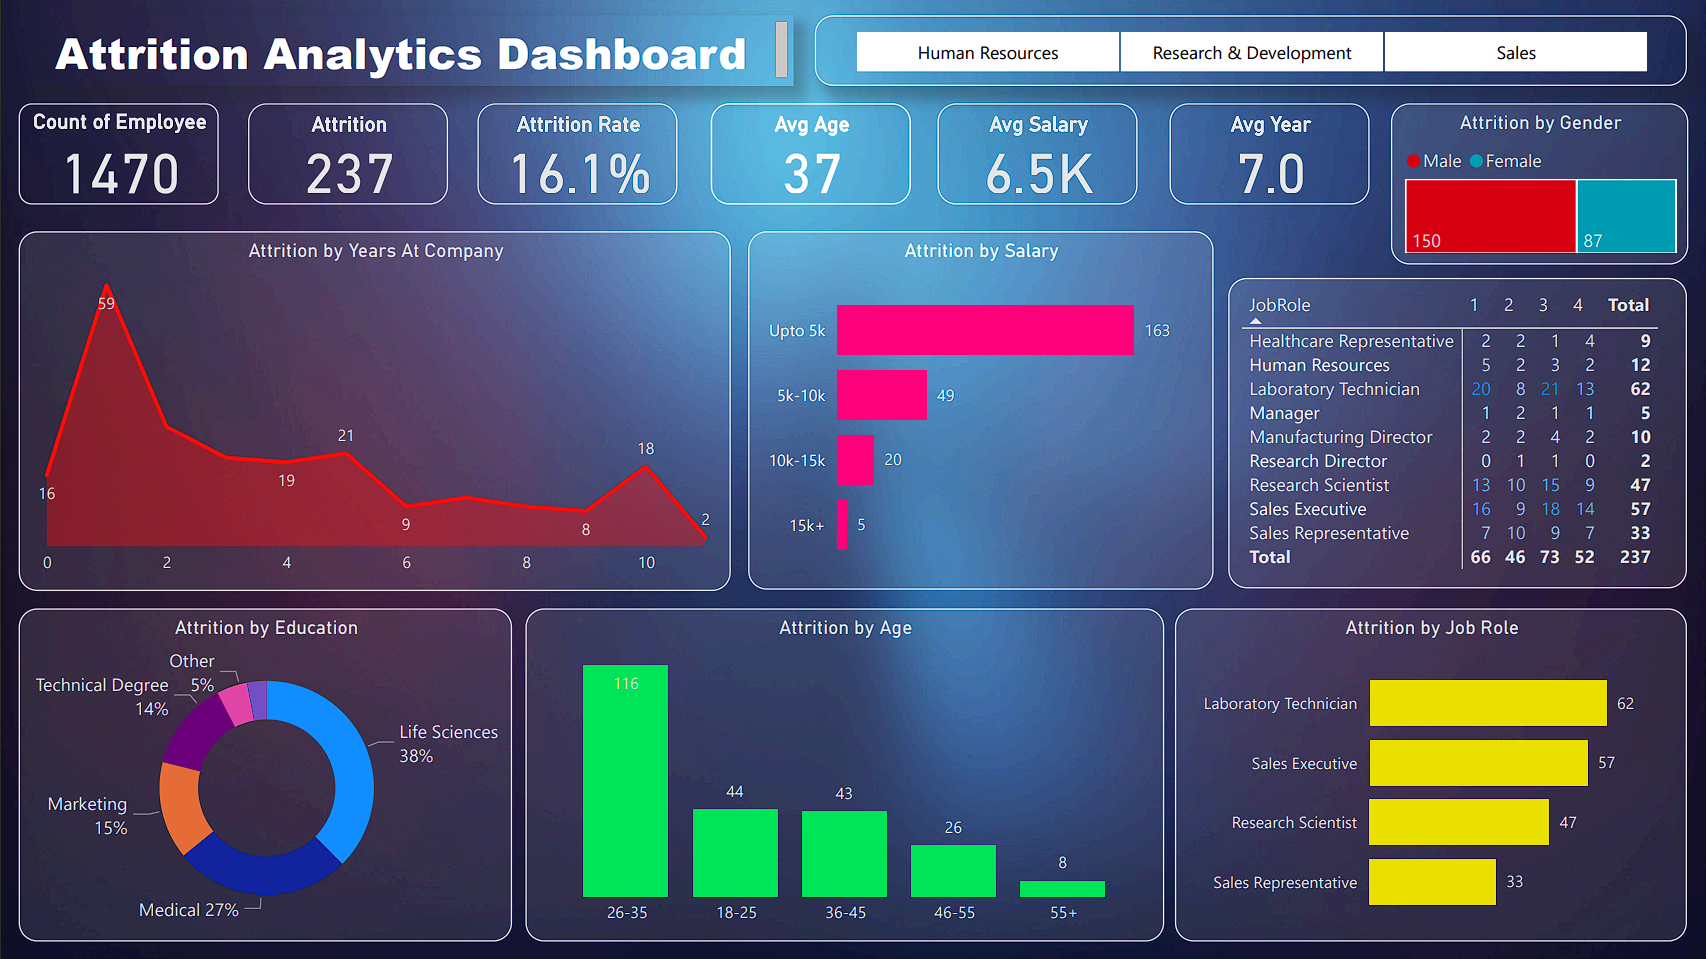 Attrition Analytics Dashboard
Human Resources Research & Development Sales
Count of Employee
1470
Attrition
237
Attrition Rate
16.1%
Avg Age
37
Avg Salary
6.5K
Avg Year
7.0
Attrition by Gender
Male Female
150 87
Attrition by Years At Company
59
16
19
21
9
8
18
2
0 2 4 6 8 10
Attrition by Salary
Upto 5k 163
5k-10k 49
10k-15k 20
15k+ 5
JobRole 1 2 3 4 Total
Healthcare Representative 2 2 1 4 9
Human Resources 5 2 3 2 12
Laboratory Technician 20 8 21 13 62
Manager 1 2 1 1 5
Manufacturing Director 2 2 4 2 10
Research Director 0 1 1 0 2
Research Scientist 13 10 15 9 47
Sales Executive 16 9 18 14 57
Sales Representative 7 10 9 7 33
Total 66 46 73 52 237
Attrition by Education
Other
5%
Technical Degree
14%
Life Sciences
38%
Marketing
15%
Medical 27%
Attrition by Age
116
44
43
26
8
26-35 18-25 36-45 46-55 55+
Attrition by Job Role
Laboratory Technician 62
Sales Executive 57
Research Scientist 47
Sales Representative 33